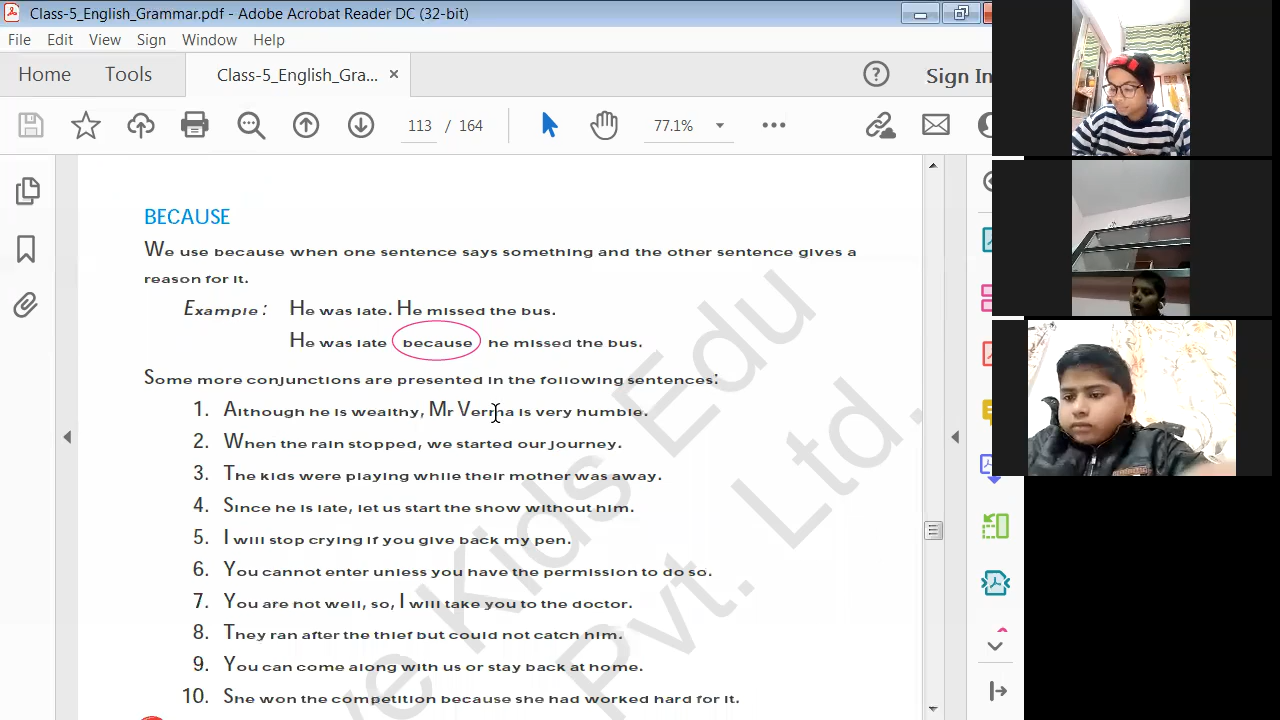 Class-5_English_Grammar.pdf - Adobe Acrobat Reader DC (32-bit)
File Edit View Sign Window Help
Home Tools Class-5_English_Gra... × Sign In
113 / 164 77.1%
BECAUSE
We use because when one sentence says something and the other sentence gives a
reason for it.
Example : He was late. He missed the bus.
He was late because he missed the bus.
Some more conjunctions are presented in the following sentences:
1. Although he is wealthy, Mr Verma is very humble.
2. When the rain stopped, we started our journey.
3. The kids were playing while their mother was away.
4. Since he is late, let us start the show without him.
5. I will stop crying if you give back my pen.
6. You cannot enter unless you have the permission to do so.
7. You are not well, so, I will take you to the doctor.
8. They ran after the thief but could not catch him.
9. You can come along with us or stay back at home.
10. She won the competition because she had worked hard for it.
ve Kids Edu
Pvt. Ltd.